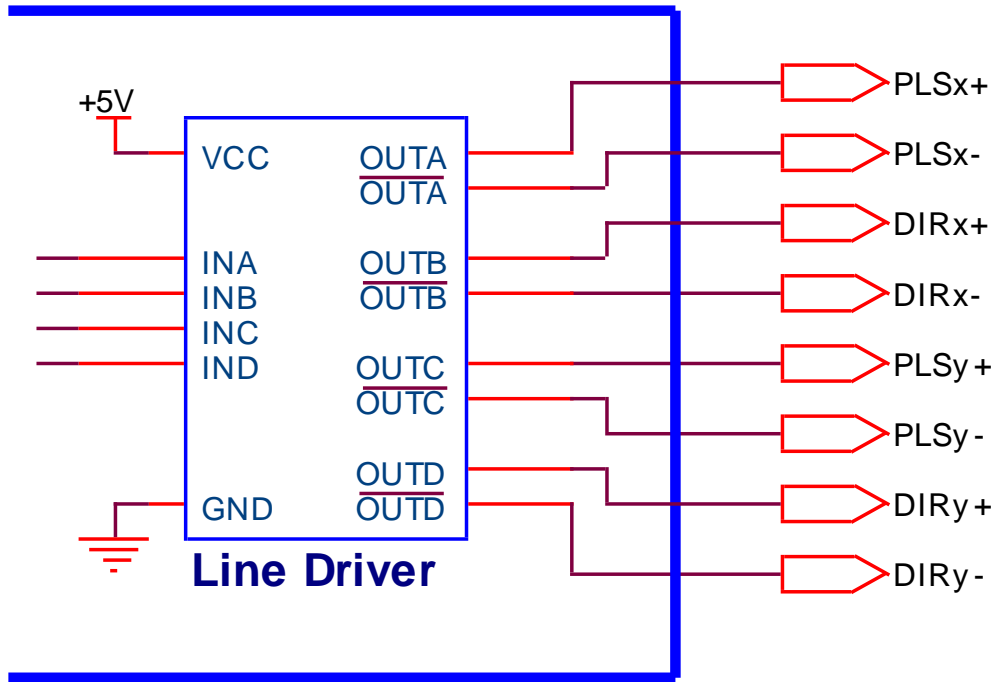 +5V
VCC
INA
INB
INC
IND
GND
OUTA
OUTA
OUTB
OUTB
OUTC
OUTC
OUTD
OUTD
Line Driver
PLSx+
PLSx-
DIRx+
DIRx-
PLSy+
PLSy-
DIRy+
DIRy-